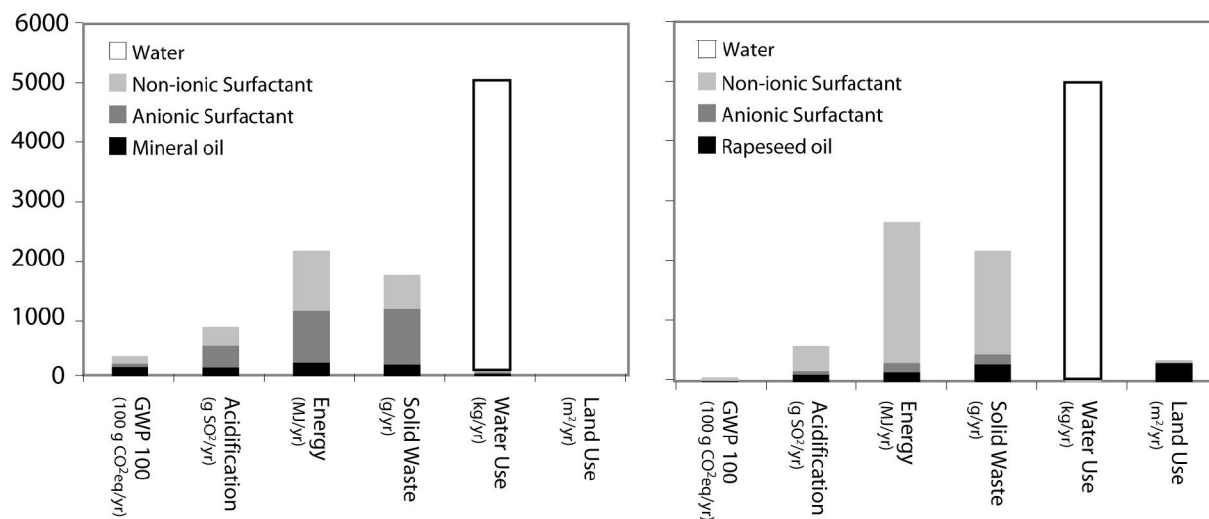 6000
5000
4000
3000
2000
1000
0
Water
Non-ionic Surfactant
Anionic Surfactant
Mineral oil
GWP 100
(100 g CO²eq/yr)
Acidification
(g SO²/yr)
Energy
(MJ/yr)
Solid Waste
(g/yr)
Water Use
(kg/yr)
Land Use
(m²/yr)
Water
Non-ionic Surfactant
Anionic Surfactant
Rapeseed oil
GWP 100
(100 g CO²eq/yr)
Acidification
(g SO²/yr)
Energy
(MJ/yr)
Solid Waste
(g/yr)
Water Use
(kg/yr)
Land Use
(m²/yr)